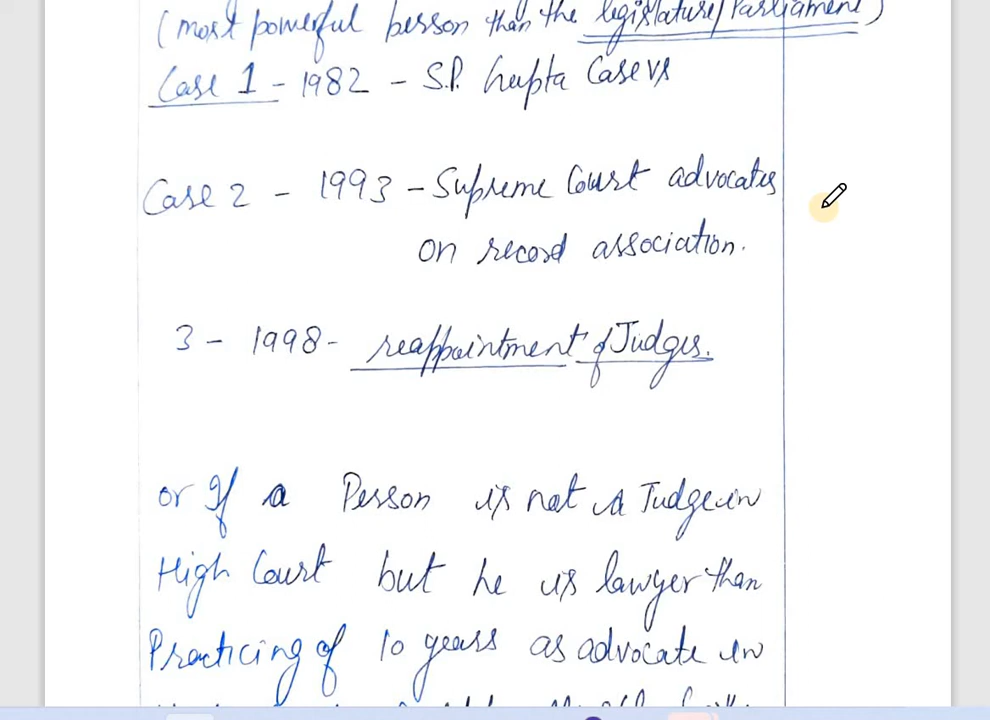 (most powerful person than the legislature/Parliament)
Case 1 - 1982 - S.P. Gupta Case vs
Case 2 - 1993 - Supreme Court advocates
on record association.
3 - 1998 - reappointment of Judges.
or If a Person is not a Judge in
High Court but he is lawyer than
Practicing of 10 years as advocate in